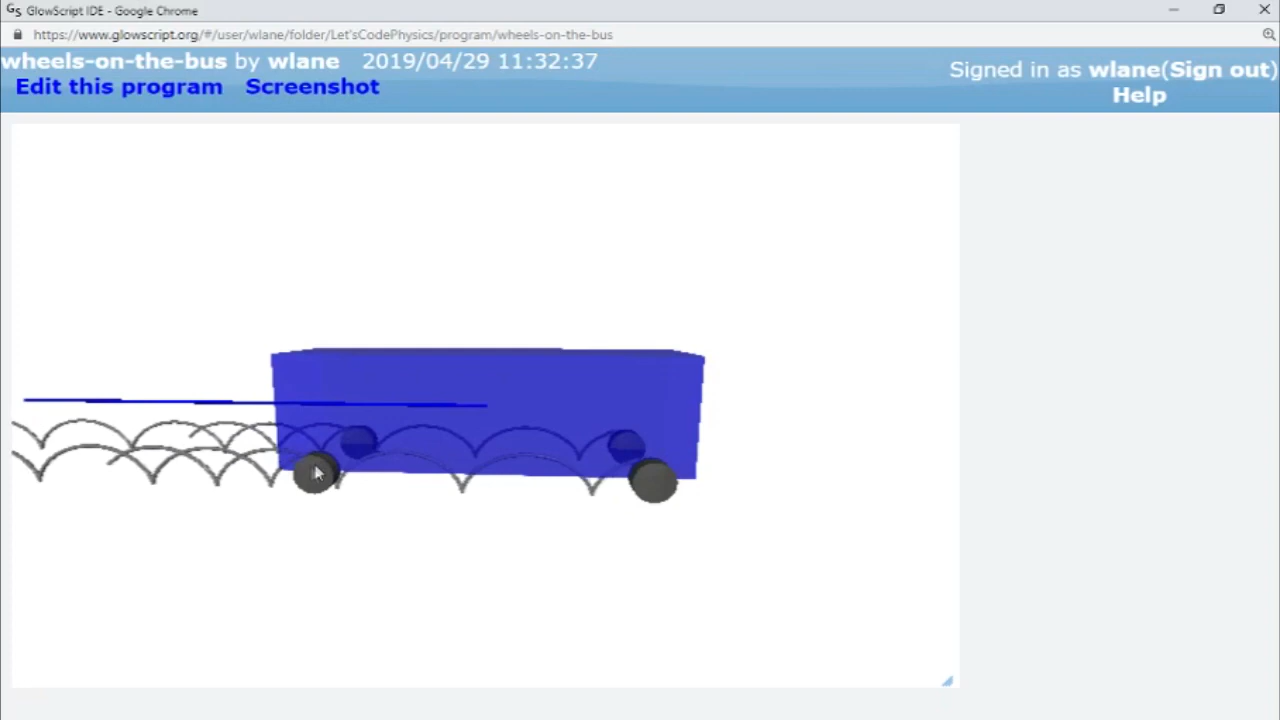 GS GlowScript IDE - Google Chrome
https://www.glowscript.org/#/user/wlane/folder/Let'sCodePhysics/program/wheels-on-the-bus
wheels-on-the-bus by wlane 2019/04/29 11:32:37
Signed in as wlane(Sign out)
Edit this program Screenshot
Help